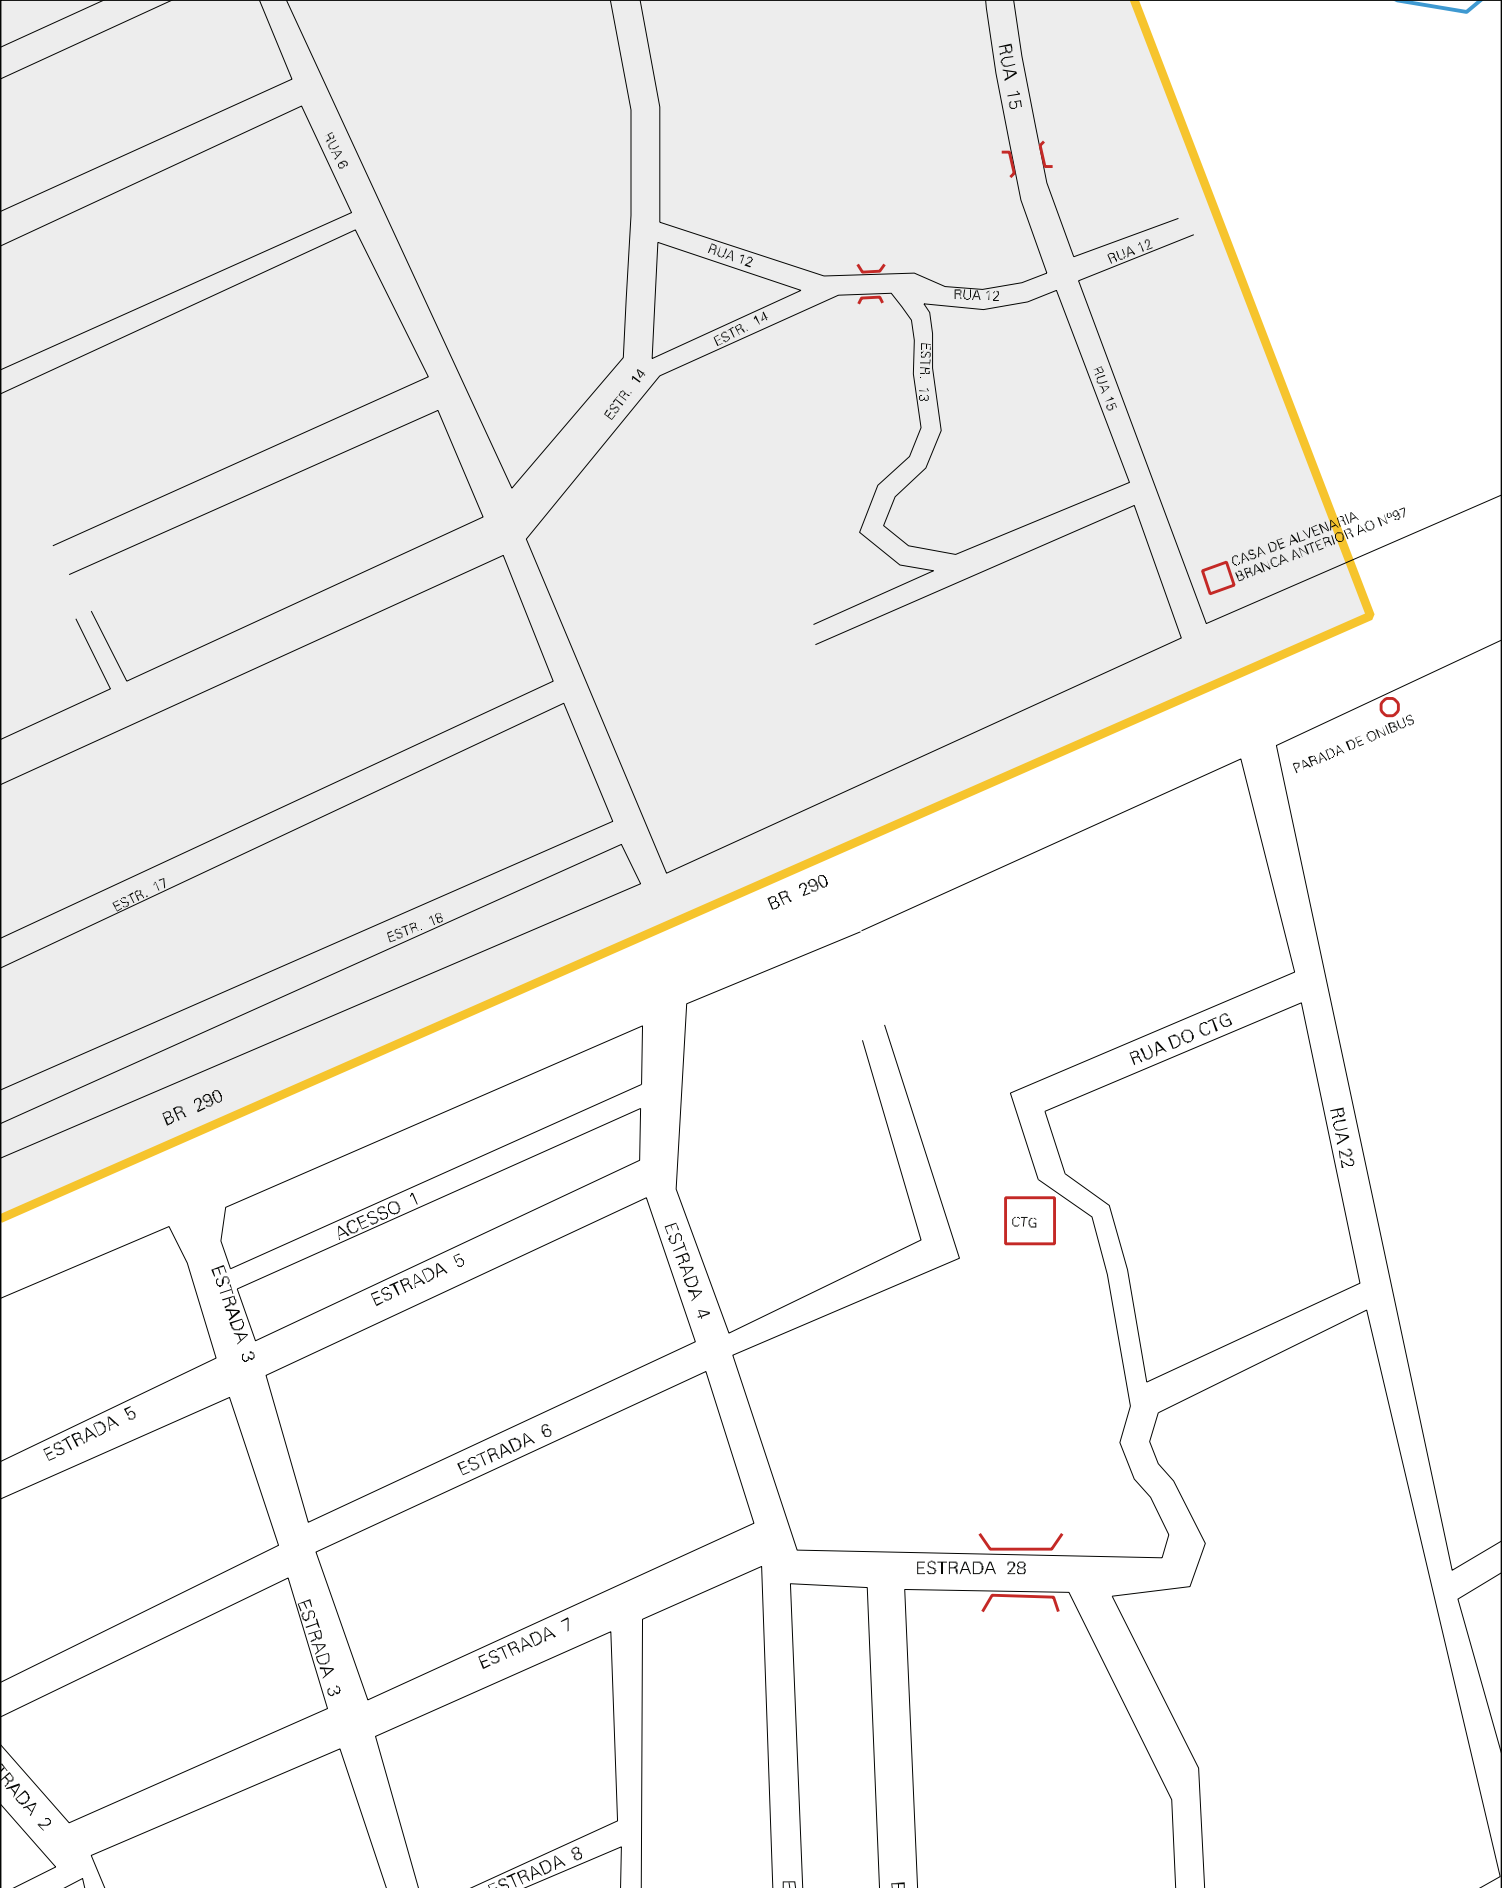 RUA 15
RUA 6
RUA 12
RUA 12
RUA 12
ESTR. 14
ESTR. 14
ESTR. 13
RUA 15
CASA DE ALVENARIA
BRANCA ANTERIOR AO Nº97
PARADA DE ONIBUS
ESTR. 17
ESTR. 18
BR 290
BR 290
RUA DO CTG
RUA 22
ACESSO 1
CTG
ESTRADA 5
ESTRADA 4
ESTRADA 3
ESTRADA 5
ESTRADA 6
ESTRADA 28
ESTRADA 3
ESTRADA 7
TRADA 2
ESTRADA 8
E
E